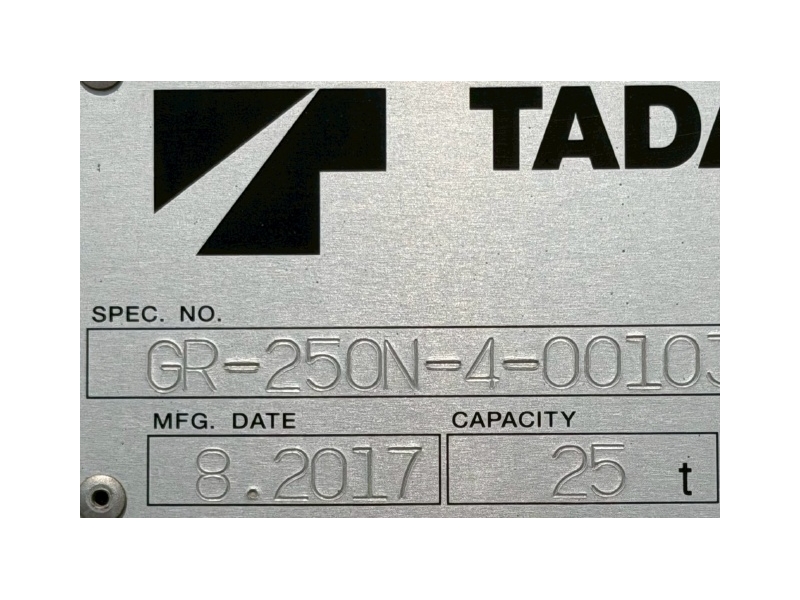 TADA
SPEC. NO.
GR-250N-4-0010J
MFG. DATE CAPACITY
8.2017 25 t